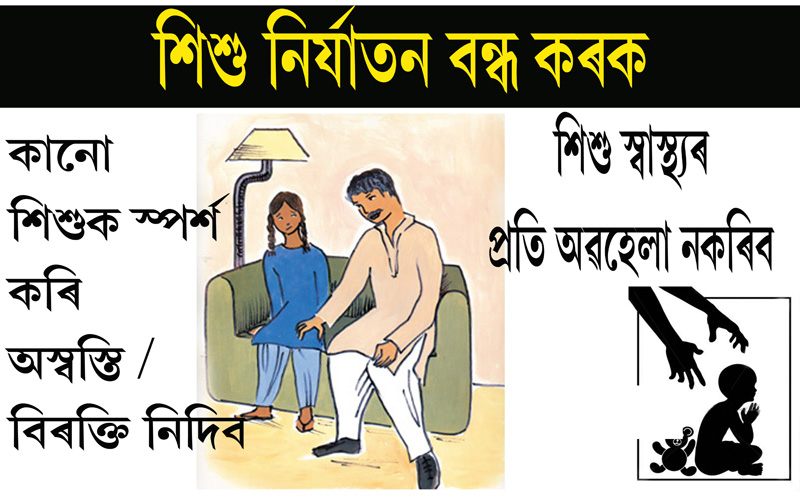 শিশু নিৰ্যাতন বন্ধ কৰক
কানো
শিশুক স্পৰ্শ
কৰি
অস্বস্তি /
বিৰক্তি নিদিব
শিশু স্বাস্থ্যৰ
প্ৰতি অৱহেলা নকৰিব